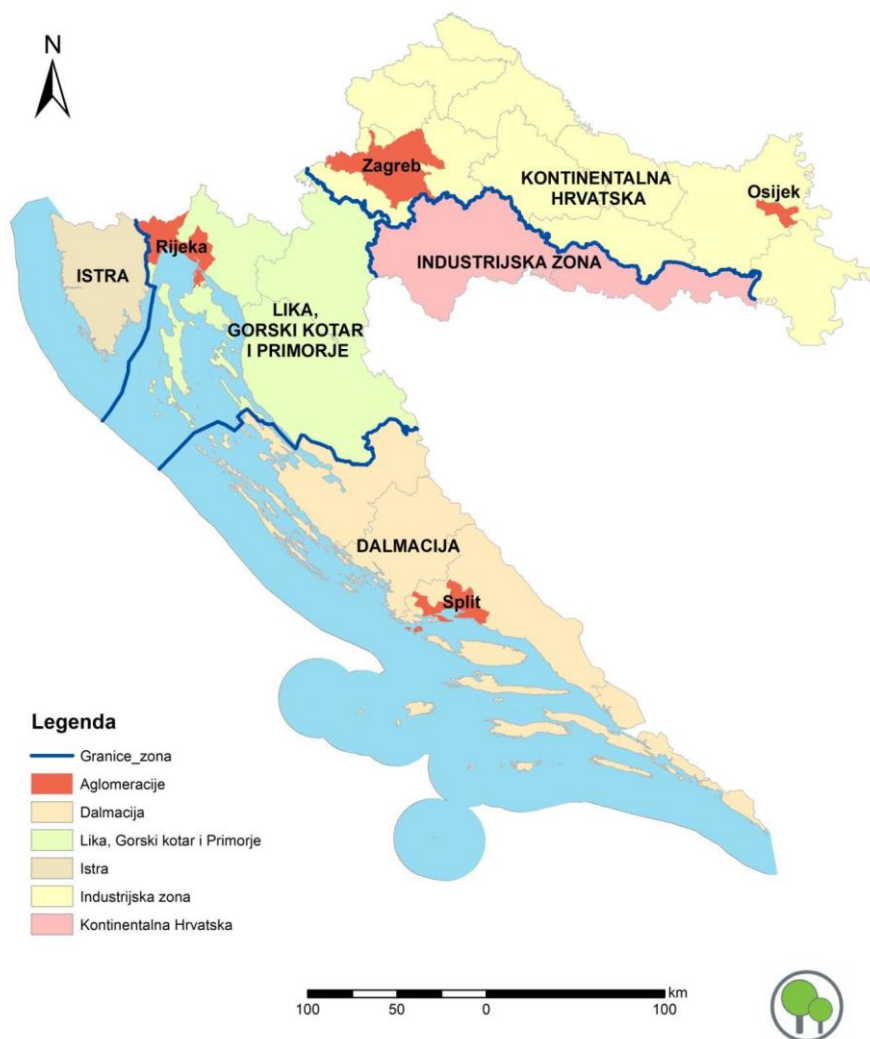 N
Zagreb
KONTINENTALNA
HRVATSKA
Osijek
Rijeka
ISTRA
INDUSTRIJSKA ZONA
LIKA,
GORSKI KOTAR
I PRIMORJE
DALMACIJA
Split
Legenda
Granice_zona
Aglomeracije
Dalmacija
Lika, Gorski kotar i Primorje
Istra
Industrijska zona
Kontinentalna Hrvatska
km
100 50 0 100